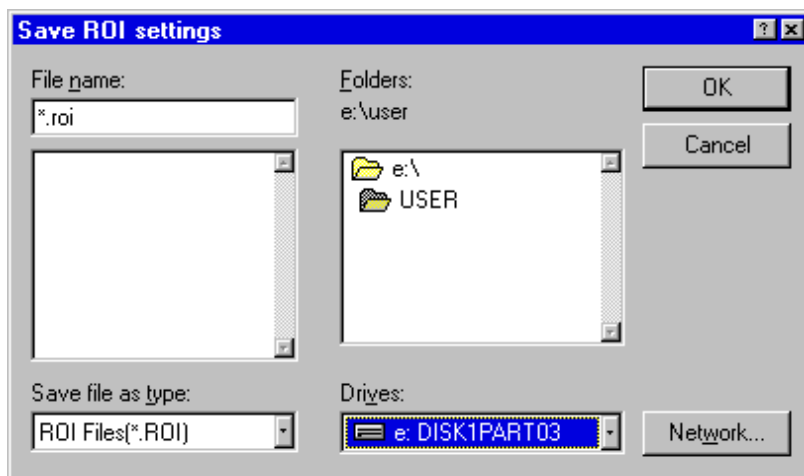 Save ROI settings
File name:
*.roi
Folders:
e:\user
OK
Cancel
e:\
USER
Save file as type:
ROI Files(*.ROI)
Drives:
e: DISK1PART03
Network...